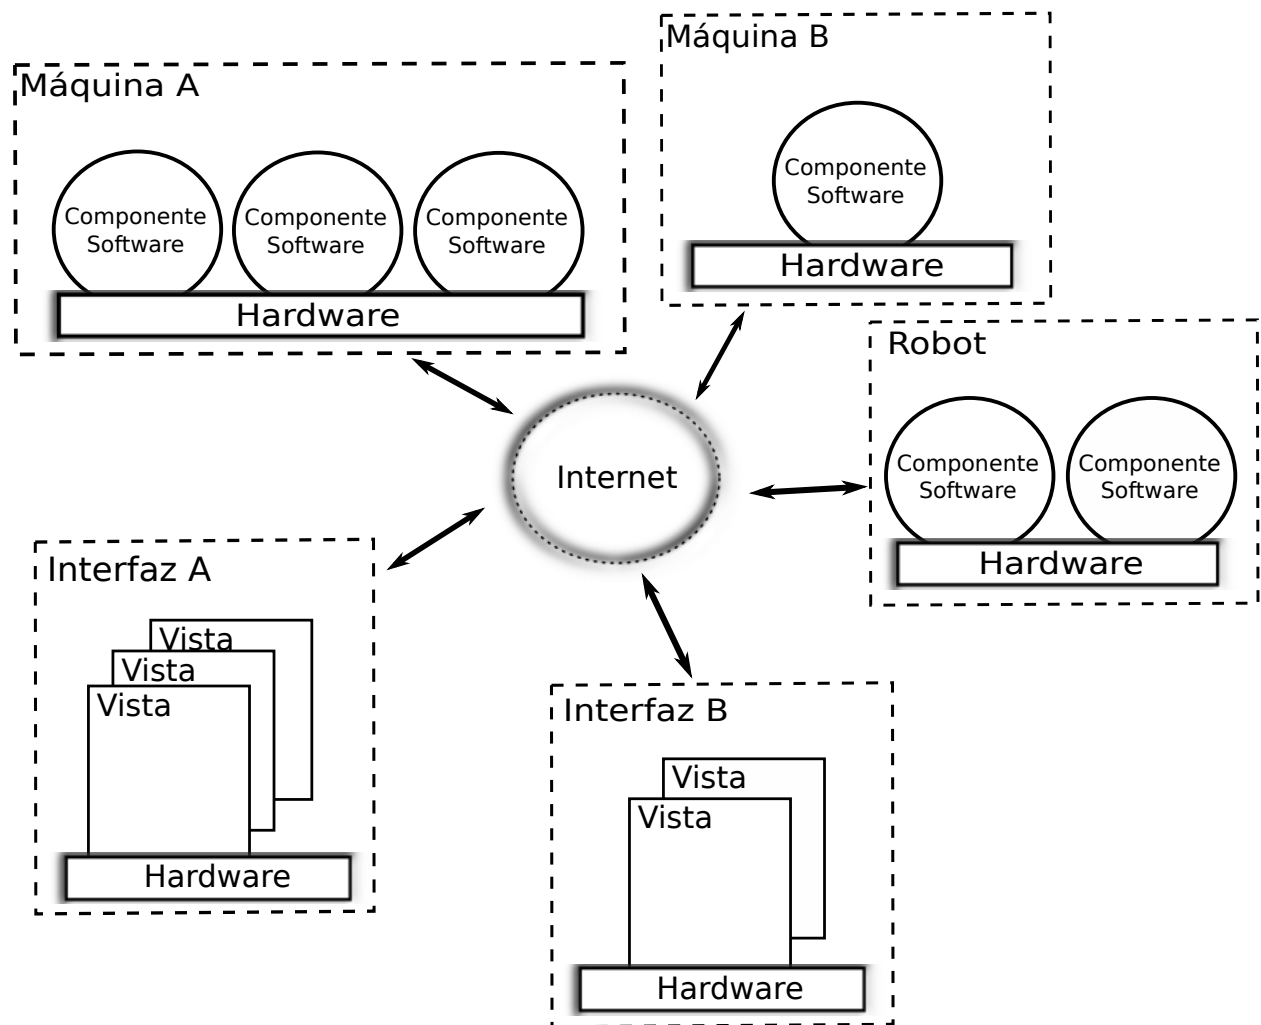 Máquina A
Componente
Software
Componente
Software
Componente
Software
Hardware
Máquina B
Componente
Software
Hardware
Robot
Componente
Software
Componente
Software
Hardware
Internet
Interfaz A
Vista
Vista
Vista
Hardware
Interfaz B
Vista
Vista
Hardware